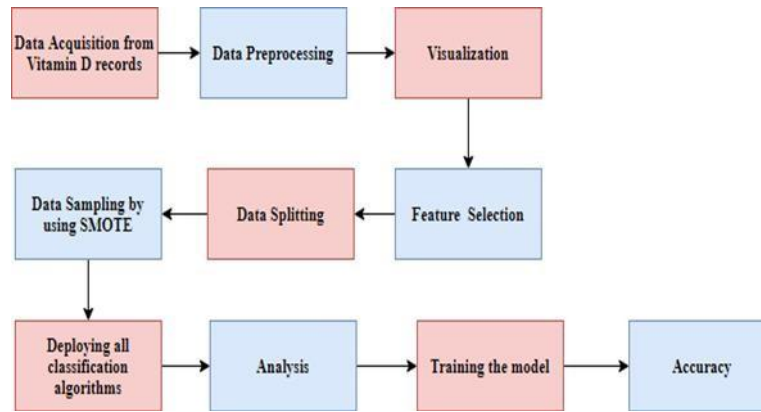 Data Acquisition from
Vitamin D records
Data Preprocessing
Visualization
Feature Selection
Data Splitting
Data Sampling by
using SMOTE
Deploying all
classification
algorithms
Analysis
Training the model
Accuracy